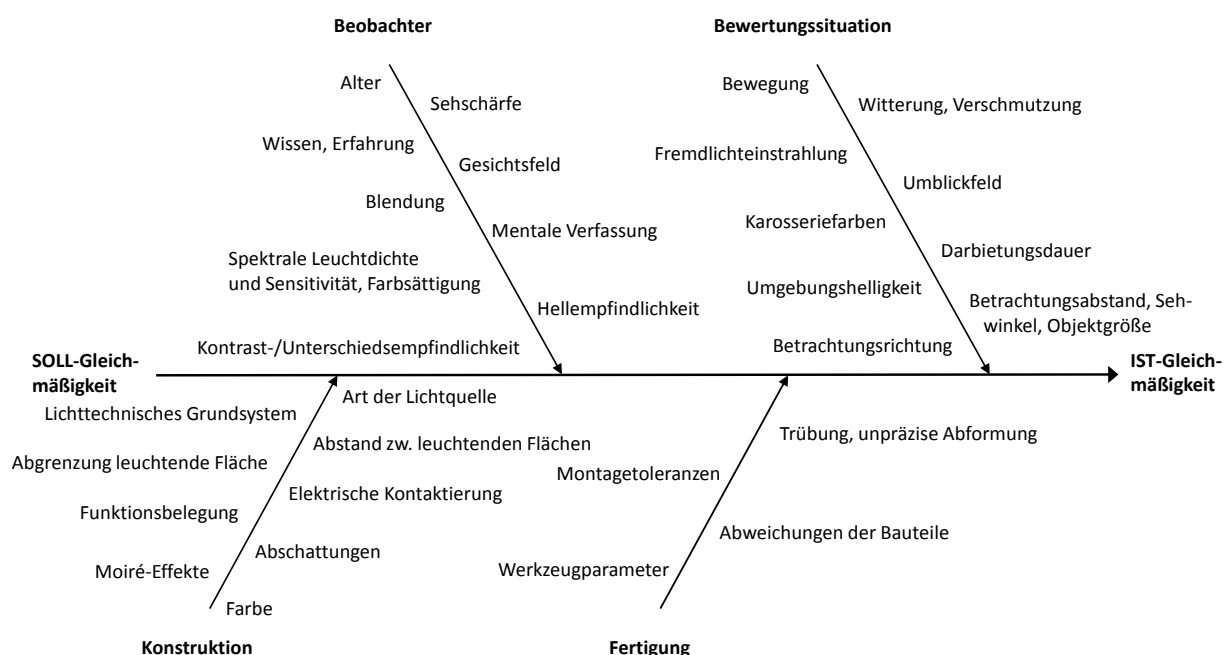 Beobachter
Bewertungssituation
Alter
Sehschärfe
Bewegung
Witterung, Verschmutzung
Wissen, Erfahrung
Gesichtsfeld
Fremdlichteinstrahlung
Umblickfeld
Blendung
Mentale Verfassung
Karosseriefarben
Darbietungsdauer
Spektrale Leuchtdichte
und Sensitivität, Farbsättigung
Hellempfindlichkeit
Umgebungshelligkeit
Betrachtungsabstand, Seh-
winkel, Objektgröße
Kontrast-/Unterschiedsempfindlichkeit
Betrachtungsrichtung
SOLL-Gleich-
mäßigkeit
IST-Gleich-
mäßigkeit
Lichttechnisches Grundsystem
Art der Lichtquelle
Abstand zw. leuchtenden Flächen
Trübung, unpräzise Abformung
Abgrenzung leuchtende Fläche
Montagetoleranzen
Elektrische Kontaktierung
Funktionsbelegung
Abweichungen der Bauteile
Abschattungen
Moiré-Effekte
Werkzeugparameter
Farbe
Konstruktion
Fertigung